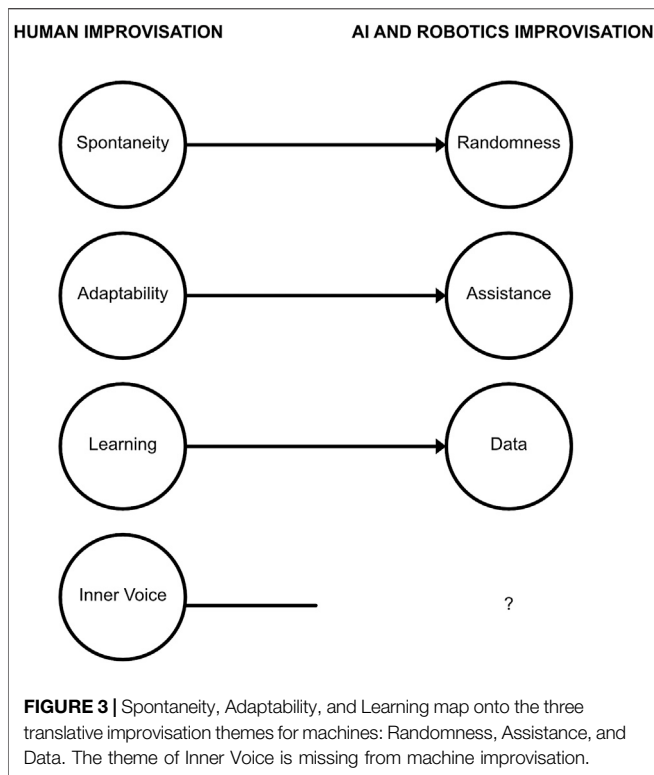 HUMAN IMPROVISATION AI AND ROBOTICS IMPROVISATION
Spontaneity Randomness
Adaptability Assistance
Learning Data
Inner Voice ?
FIGURE 3 | Spontaneity, Adaptability, and Learning map onto the three
translative improvisation themes for machines: Randomness, Assistance, and
Data. The theme of Inner Voice is missing from machine improvisation.